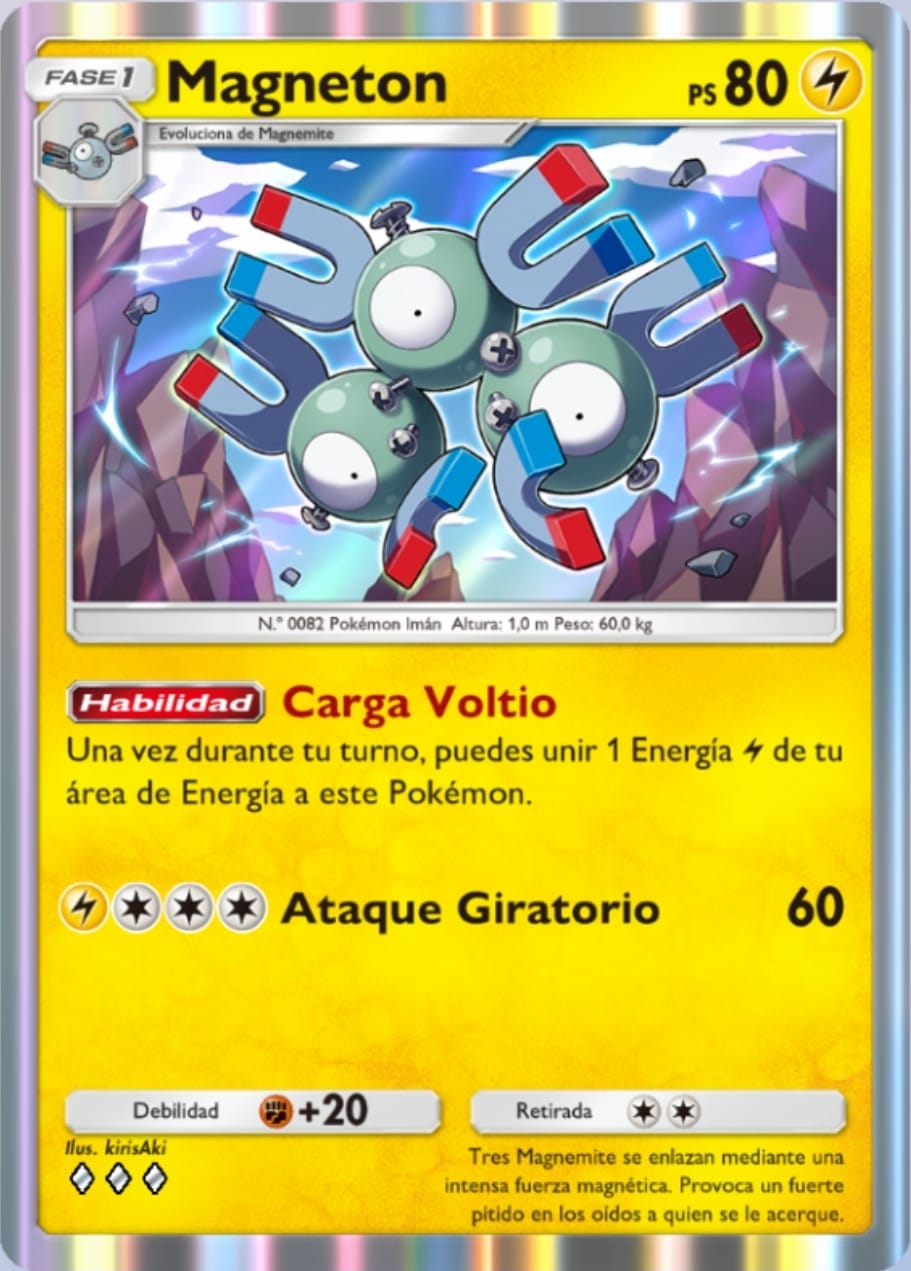 FASE 1
Magneton
PS 80
Evoluciona de Magnemite
N.° 0082 Pokémon Imán Altura: 1,0 m Peso: 60,0 kg
Habilidad Carga Voltio
Una vez durante tu turno, puedes unir 1 Energía de tu
área de Energía a este Pokémon.
Ataque Giratorio 60
Debilidad +20
Retirada
Ilus. kirisAki
Tres Magnemite se enlazan mediante una
intensa fuerza magnética. Provoca un fuerte
pitido en los oídos a quien se le acerque.